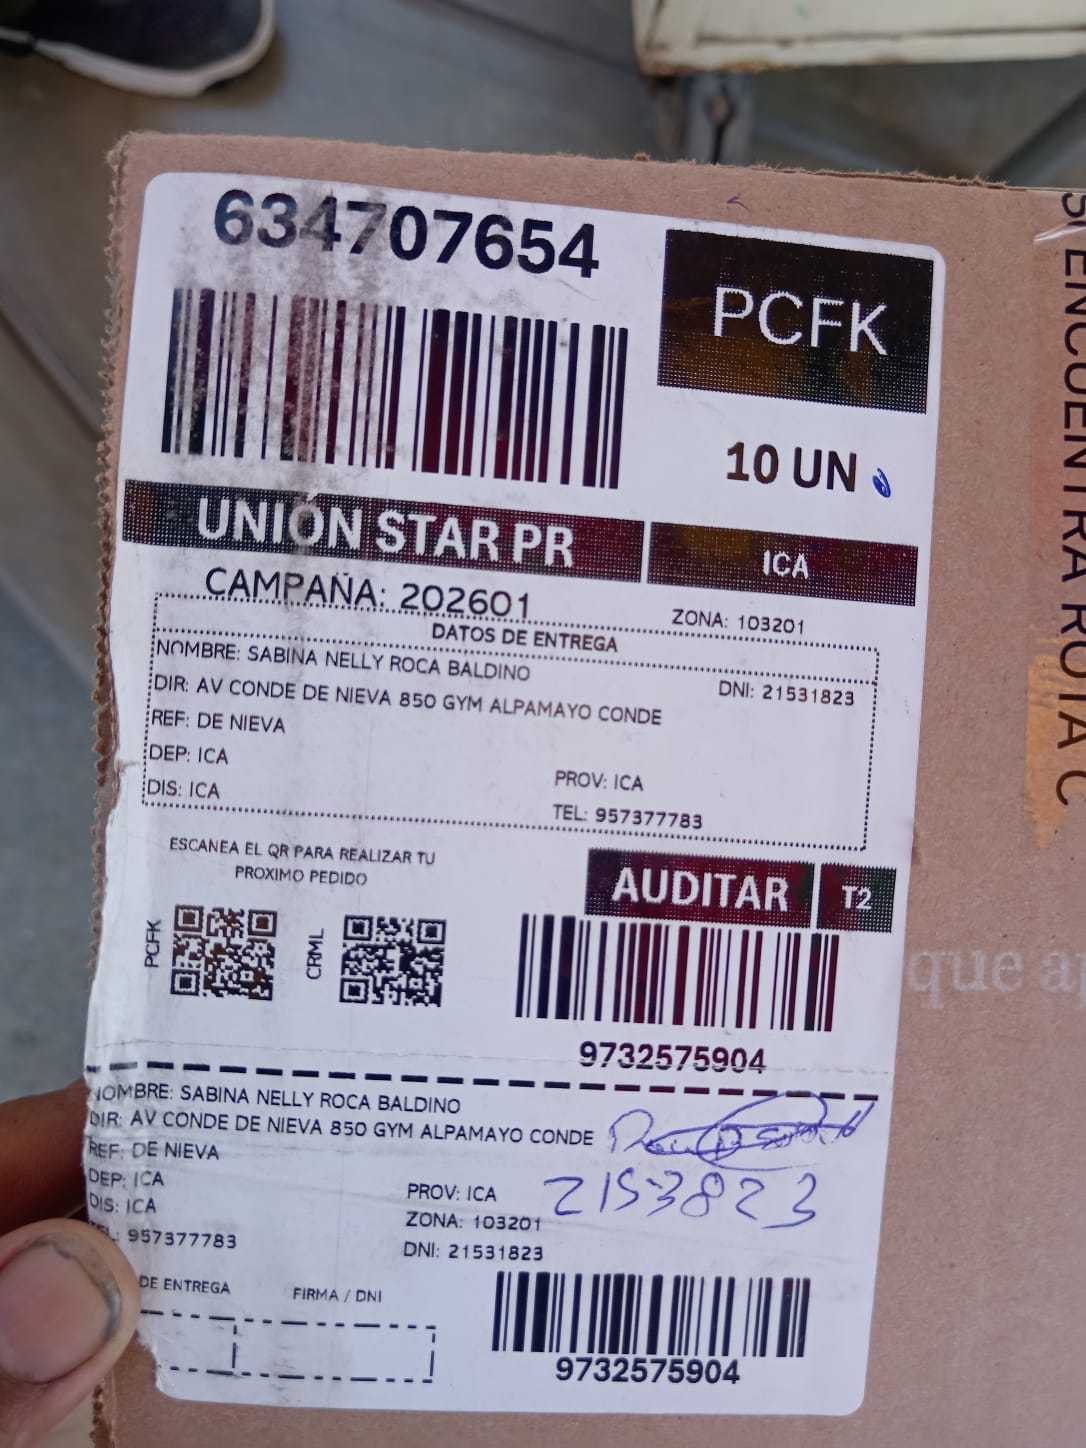 634707654
PCFK
10 UN
UNIÓN STAR PR
ICA
CAMPAÑA: 202601
ZONA: 103201
DATOS DE ENTREGA
NOMBRE: SABINA NELLY ROCA BALDINO
DNI: 21531823
DIR: AV CONDE DE NIEVA 850 GYM ALPAMAYO CONDE
REF: DE NIEVA
DEP: ICA
PROV: ICA
DIS: ICA
TEL: 957377783
ESCANEA EL QR PARA REALIZAR TU
PROXIMO PEDIDO
PCFK
CRML
AUDITAR
T2
9732575904
NOMBRE: SABINA NELLY ROCA BALDINO
DIR: AV CONDE DE NIEVA 850 GYM ALPAMAYO CONDE
REF: DE NIEVA
DEP: ICA
PROV: ICA
DIS: ICA
ZONA: 103201
TEL: 957377783
DNI: 21531823
DE ENTREGA
FIRMA / DNI
9732575904
2153823
SI ENCUENTRA ROTA C
que a